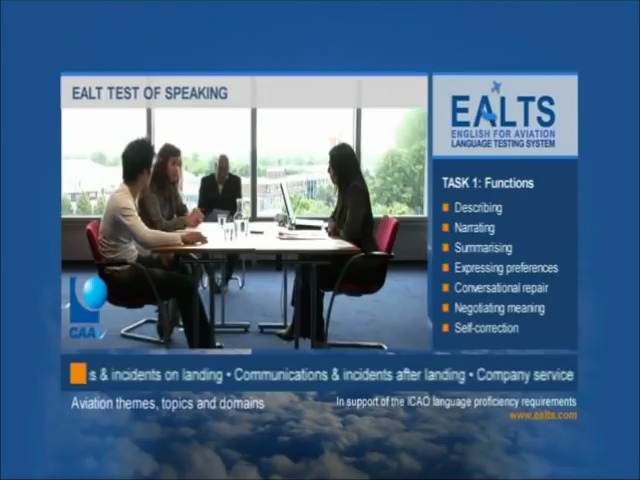 EALT TEST OF SPEAKING
EALTS
ENGLISH FOR AVIATION
LANGUAGE TESTING SYSTEM
TASK 1: Functions
Describing
Narrating
Summarising
Expressing preferences
Conversational repair
Negotiating meaning
Self-correction
CAA
s & incidents on landing • Communications & incidents after landing • Company service
Aviation themes, topics and domains
In support of the ICAO language proficiency requirements
www.ealts.com